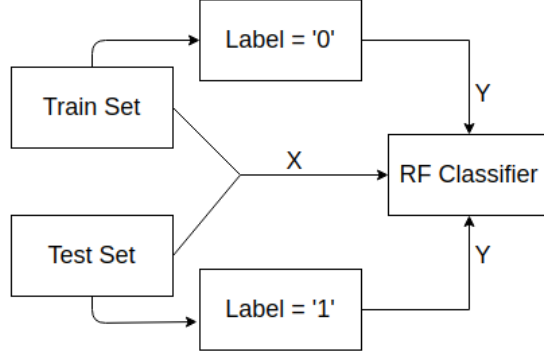 Label = '0'
Train Set
Y
X
RF Classifier
Test Set
Y
Label = '1'